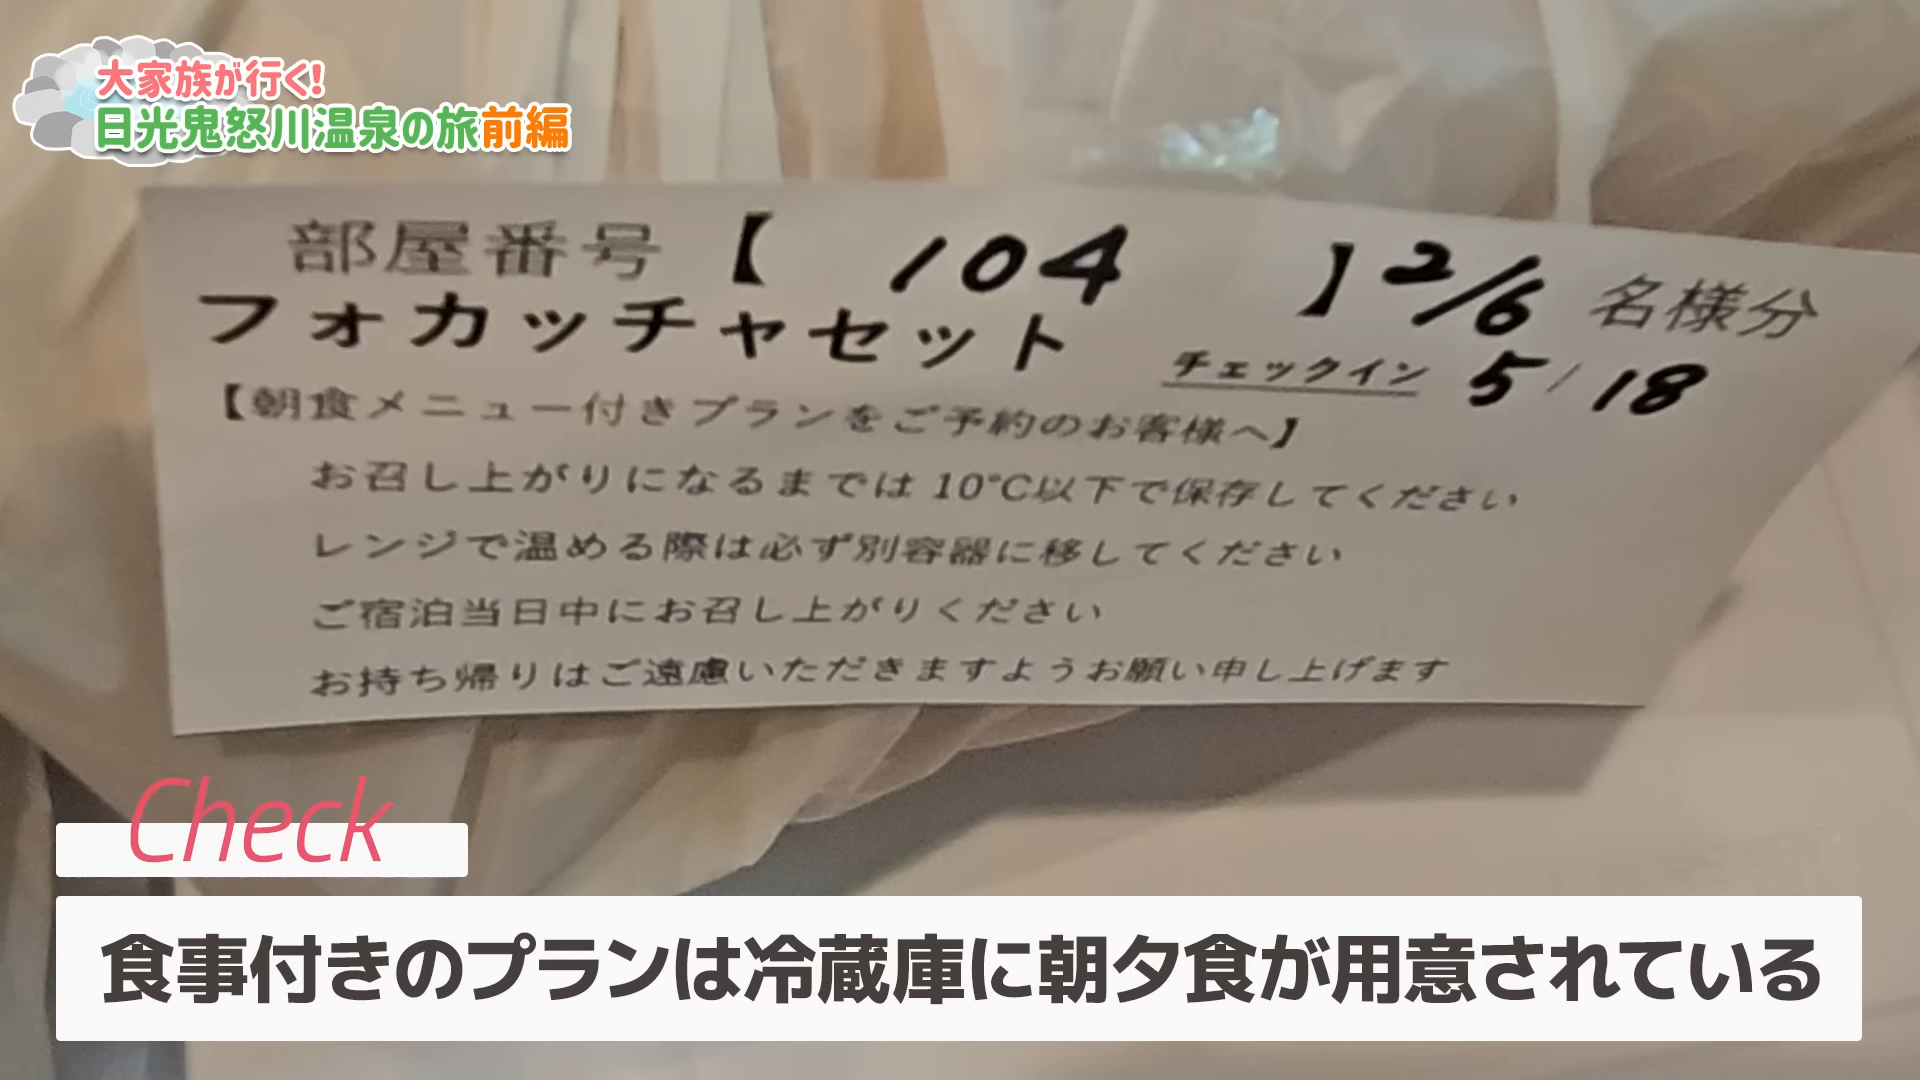 大家族が行く!
日光鬼怒川温泉の旅前編
部屋番号【 104 】2/6 名様分
フォカッチャセット
チェックイン 5/18
【朝食メニュー付きプランをご予約のお客様へ】
お召し上がりになるまでは10℃以下で保存してください
レンジで温める際は必ず別容器に移してください
ご宿泊当日中にお召し上がりください
お持ち帰りはご遠慮いただきますようお願い申し上げます
Check
食事付きのプランは冷蔵庫に朝夕食が用意されている